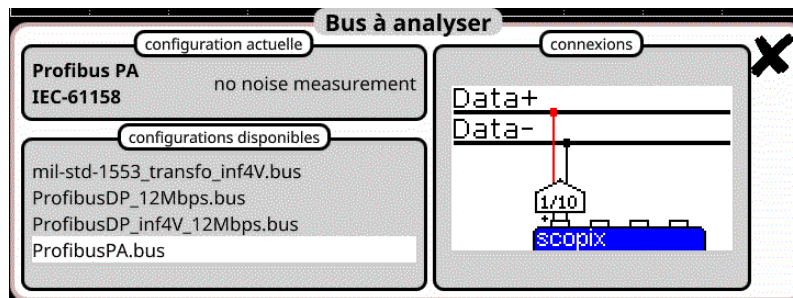 Bus à analyser
configuration actuelle
Profibus PA
IEC-61158
no noise measurement
configurations disponibles
mil-std-1553_transfo_inf4V.bus
ProfibusDP_12Mbps.bus
ProfibusDP_inf4V_12Mbps.bus
ProfibusPA.bus
connexions
Data+
Data-
1/10
+
scopix